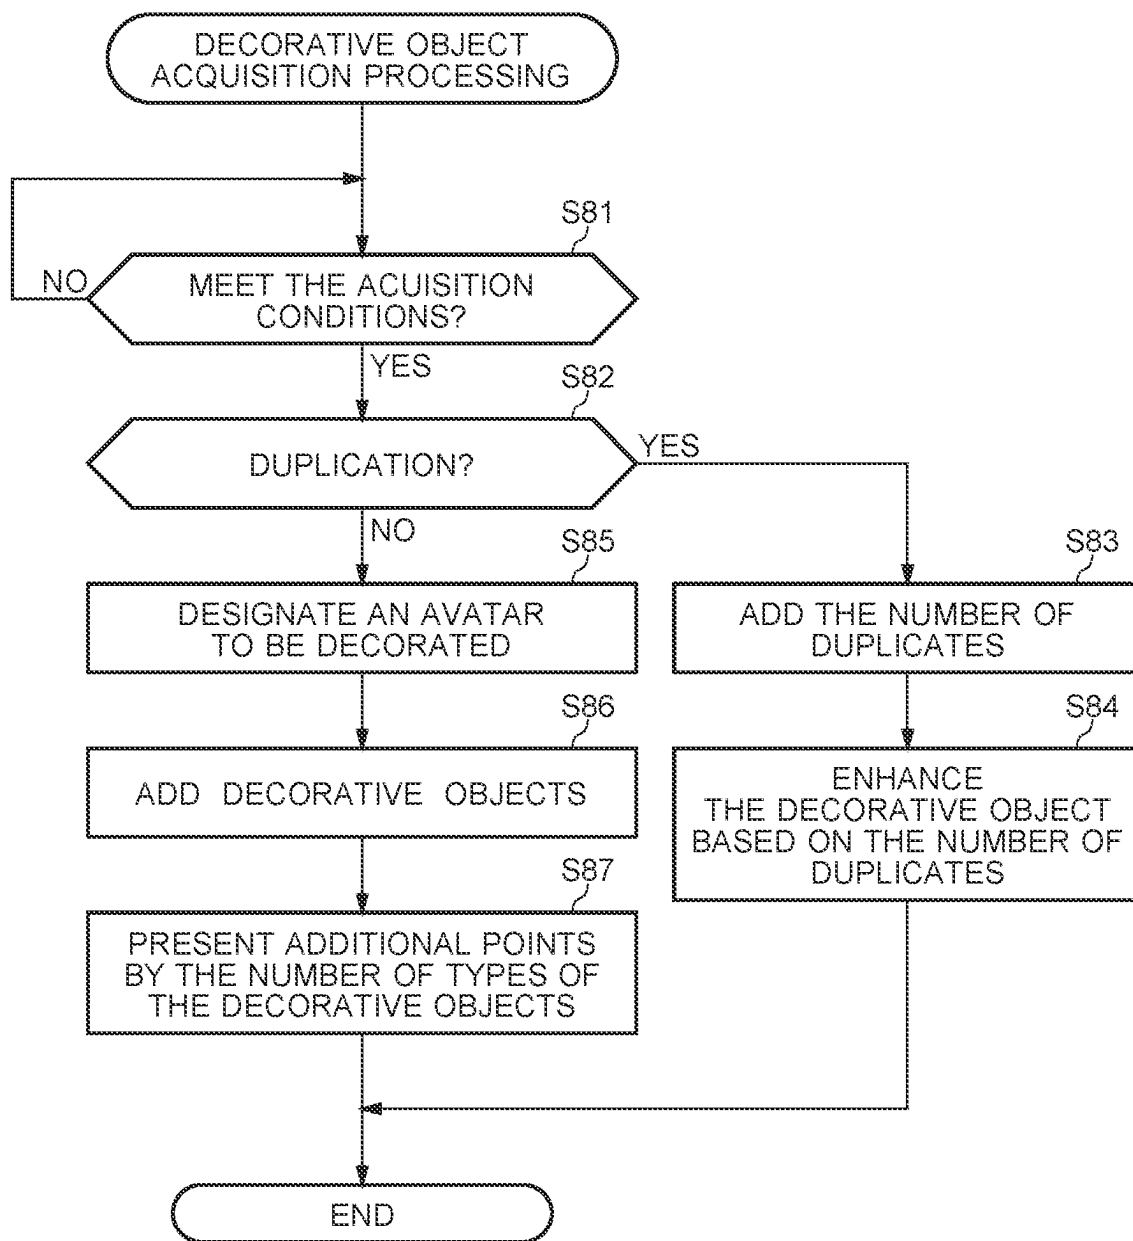 DECORATIVE OBJECT
ACQUISITION PROCESSING
S81
NO
MEET THE ACUISITION
CONDITIONS?
YES
S82
DUPLICATION?
YES
NO
S85
DESIGNATE AN AVATAR
TO BE DECORATED
S83
ADD THE NUMBER OF
DUPLICATES
S86
ADD DECORATIVE OBJECTS
S84
ENHANCE
THE DECORATIVE OBJECT
BASED ON THE NUMBER OF
DUPLICATES
S87
PRESENT ADDITIONAL POINTS
BY THE NUMBER OF TYPES OF
THE DECORATIVE OBJECTS
END